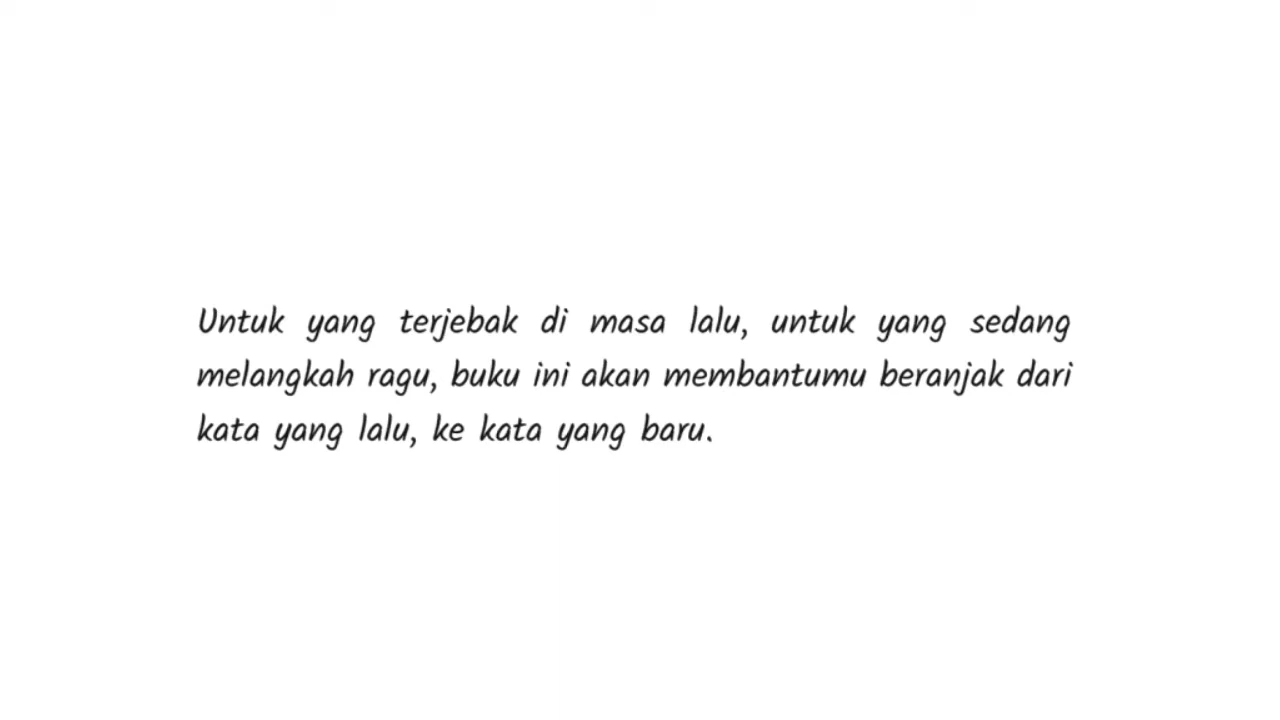 Untuk yang terjebak di masa lalu, untuk yang sedang
melangkah ragu, buku ini akan membantumu beranjak dari
kata yang lalu, ke kata yang baru.